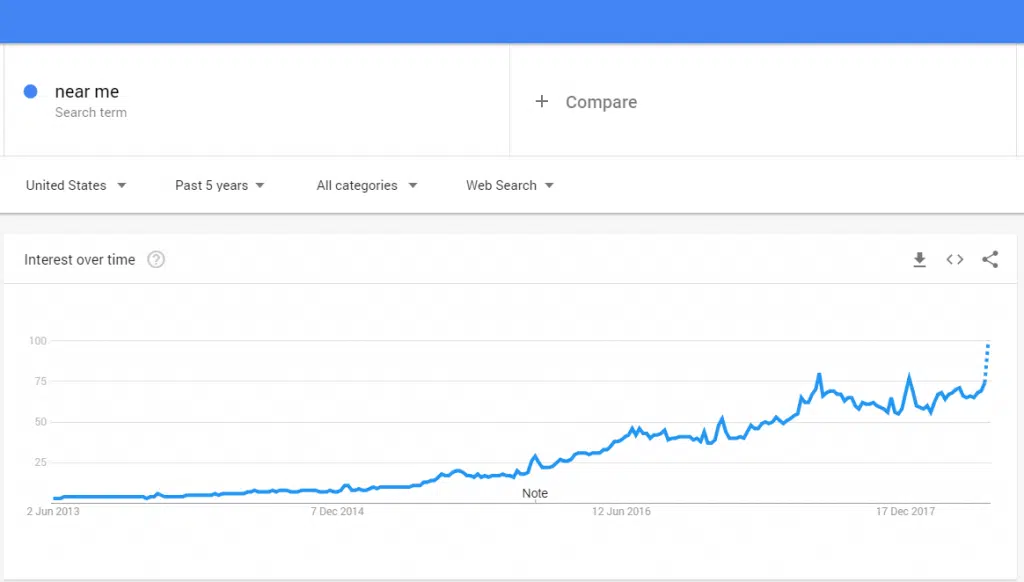 near me
Search term
+ Compare
United States
Past 5 years
All categories
Web Search
Interest over time ?
100
75
50
25
Note
2 Jun 2013
7 Dec 2014
12 Jun 2016
17 Dec 2017